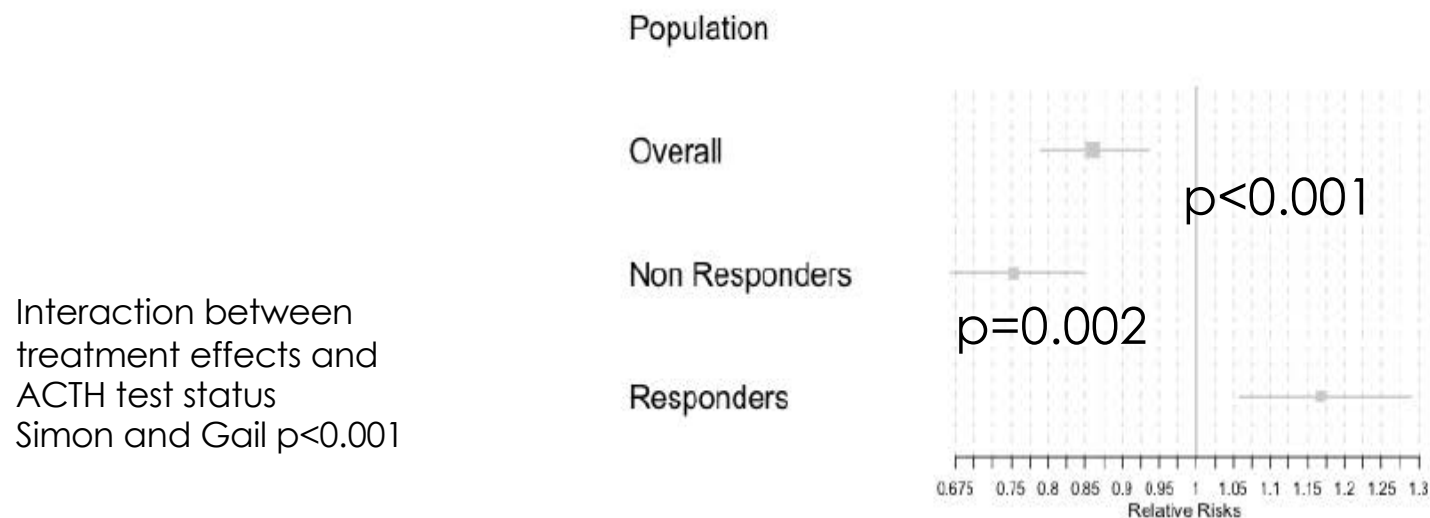 Population
Overall
p<0.001
Non Responders
Interaction between
treatment effects and
ACTH test status
Simon and Gail p<0.001
p=0.002
Responders
0.675 0.75 0.8 0.85 0.9 0.95 1 1.05 1.1 1.15 1.2 1.25 1.3
Relative Risks